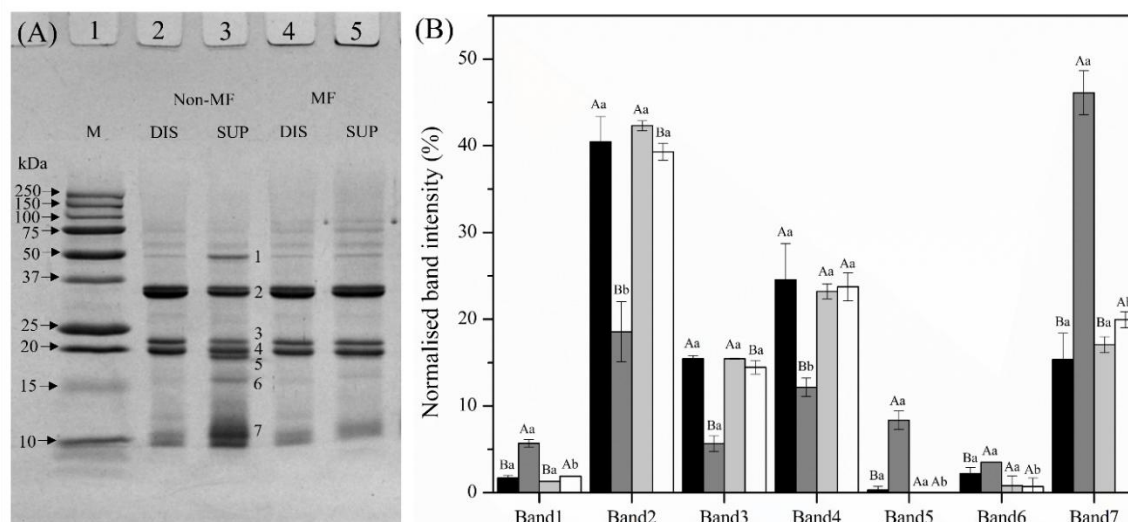 (A) 1 2 3 4 5
Non-MF MF
M DIS SUP DIS SUP
kDa
250
150
100
75
50
37
25
20
15
10
1
2
3
4
5
6
7
(B)
Normalised band intensity (%)
50
40
30
20
10
0
Ba Aa Ba Ab
Aa Bb Aa Ba
Aa Ba Aa Ba
Aa Bb Aa Aa
Ba Aa Aa Ab
Ba Aa Aa Ab
Ba Aa Ba
Band1 Band2 Band3 Band4 Band5 Band6 Band7